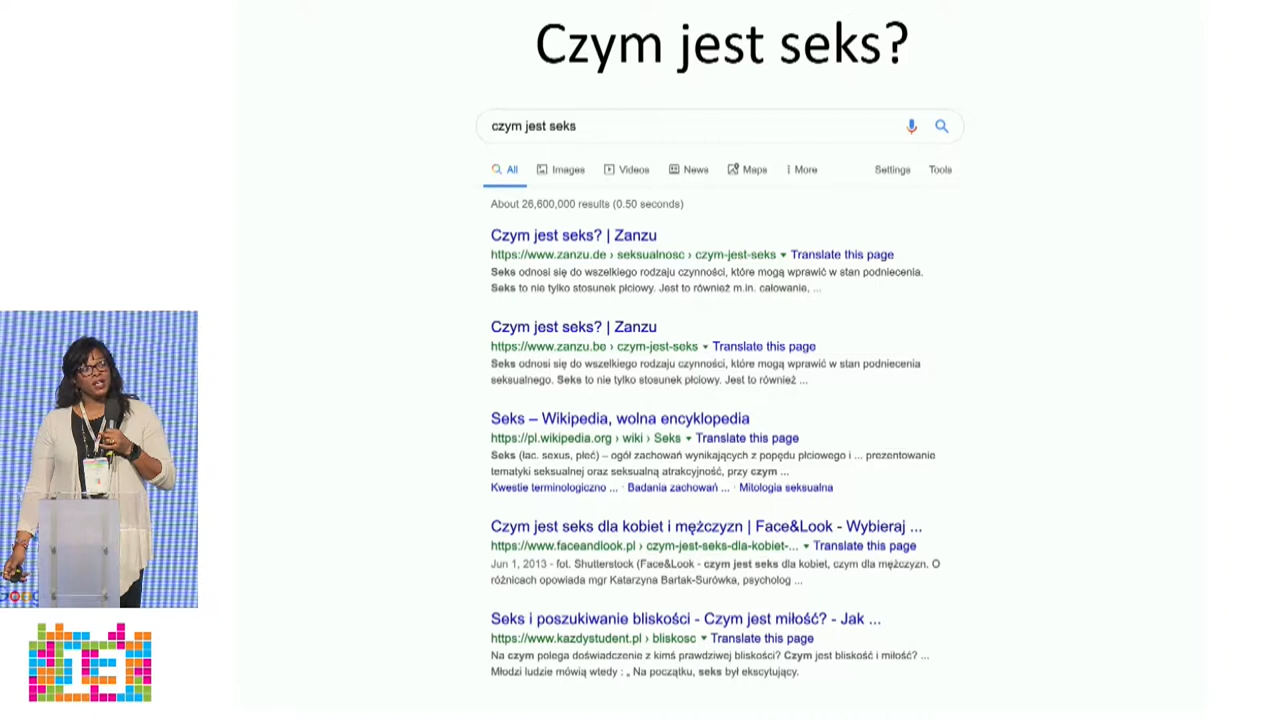 Czym jest seks?
czym jest seks
All Images Videos News Maps More Settings Tools
About 26,600,000 results (0.50 seconds)
Czym jest seks? | Zanzu
https://www.zanzu.de › seksualnosc › czym-jest-seks ▾ Translate this page
Seks odnosi się do wszelkiego rodzaju czynności, które mogą wprawić w stan podniecenia.
Seks to nie tylko stosunek płciowy. Jest to również m.in. całowanie, ...
Czym jest seks? | Zanzu
https://www.zanzu.be › czym-jest-seks ▾ Translate this page
Seks odnosi się do wszelkiego rodzaju czynności, które mogą wprawić w stan podniecenia
seksualnego. Seks to nie tylko stosunek płciowy. Jest to również ...
Seks – Wikipedia, wolna encyklopedia
https://pl.wikipedia.org › wiki › Seks ▾ Translate this page
Seks (łac. sexus, płeć) – ogół zachowań wynikających z popędu płciowego i ... prezentowanie
tematyki seksualnej oraz seksualną atrakcyjność, przy czym ...
Kwestie terminologiczno ... · Badania zachowań ... · Mitologia seksualna
Czym jest seks dla kobiet i mężczyzn | Face&Look - Wybieraj ...
https://www.faceandlook.pl › czym-jest-seks-dla-kobiet-... ▾ Translate this page
Jun 1, 2013 - fot. Shutterstock (Face&Look - czym jest seks dla kobiet, czym dla mężczyzn. O
różnicach opowiada mgr Katarzyna Bartak-Surówka, psycholog ...
Seks i poszukiwanie bliskości - Czym jest miłość? - Jak ...
https://www.kazdystudent.pl › bliskosc ▾ Translate this page
Na czym polega doświadczenie z kimś prawdziwej bliskości? Czym jest bliskość i miłość? ...
Młodzi ludzie mówią wtedy : „ Na początku, seks był ekscytujący.